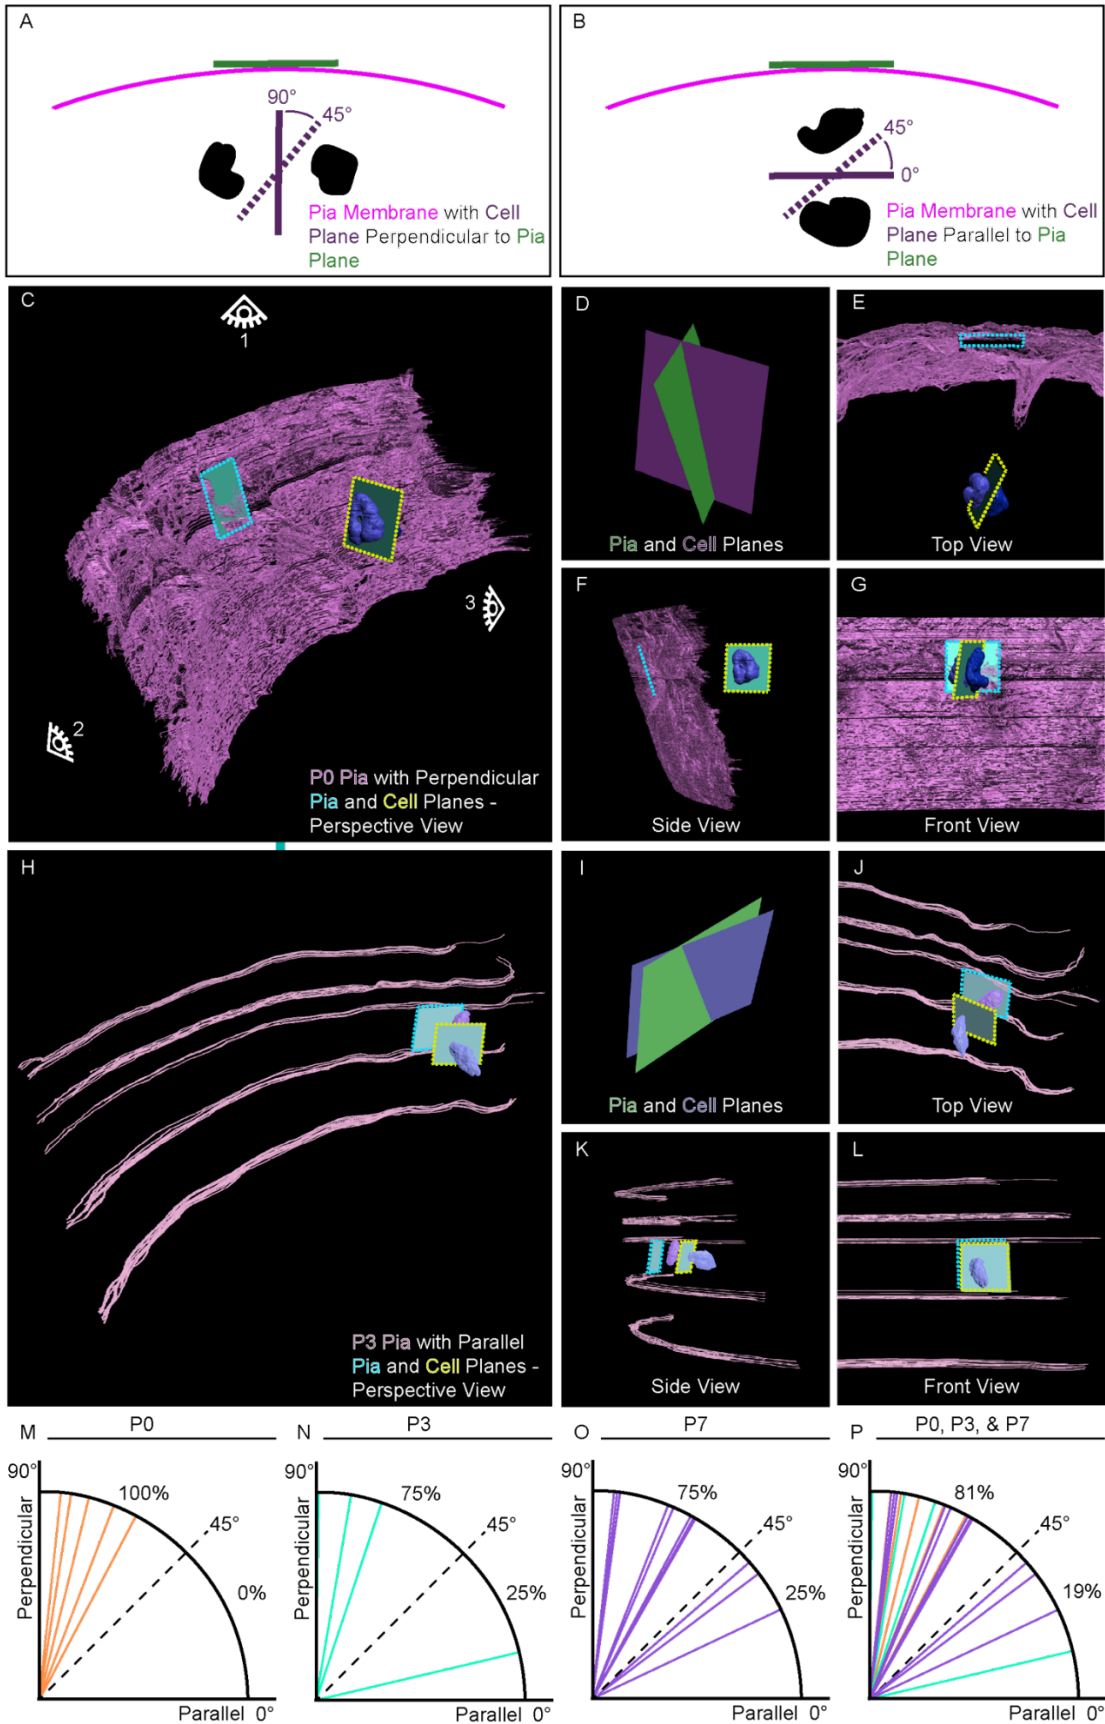 A
90°
45°
Pia Membrane with Cell
Plane Perpendicular to Pia
Plane
B
45°
0°
Pia Membrane with Cell
Plane Parallel to Pia
Plane
C
1
2
3
P0 Pia with Perpendicular
Pia and Cell Planes -
Perspective View
D
Pia and Cell Planes
E
Top View
F
Side View
G
Front View
H
P3 Pia with Parallel
Pia and Cell Planes -
Perspective View
I
Pia and Cell Planes
J
Top View
K
Side View
L
Front View
M
P0
90°
Perpendicular
100%
45°
0%
Parallel 0°
N
P3
90°
Perpendicular
75%
45°
25%
Parallel 0°
O
P7
90°
Perpendicular
75%
45°
25%
Parallel 0°
P
P0, P3, & P7
90°
Perpendicular
81%
45°
19%
Parallel 0°